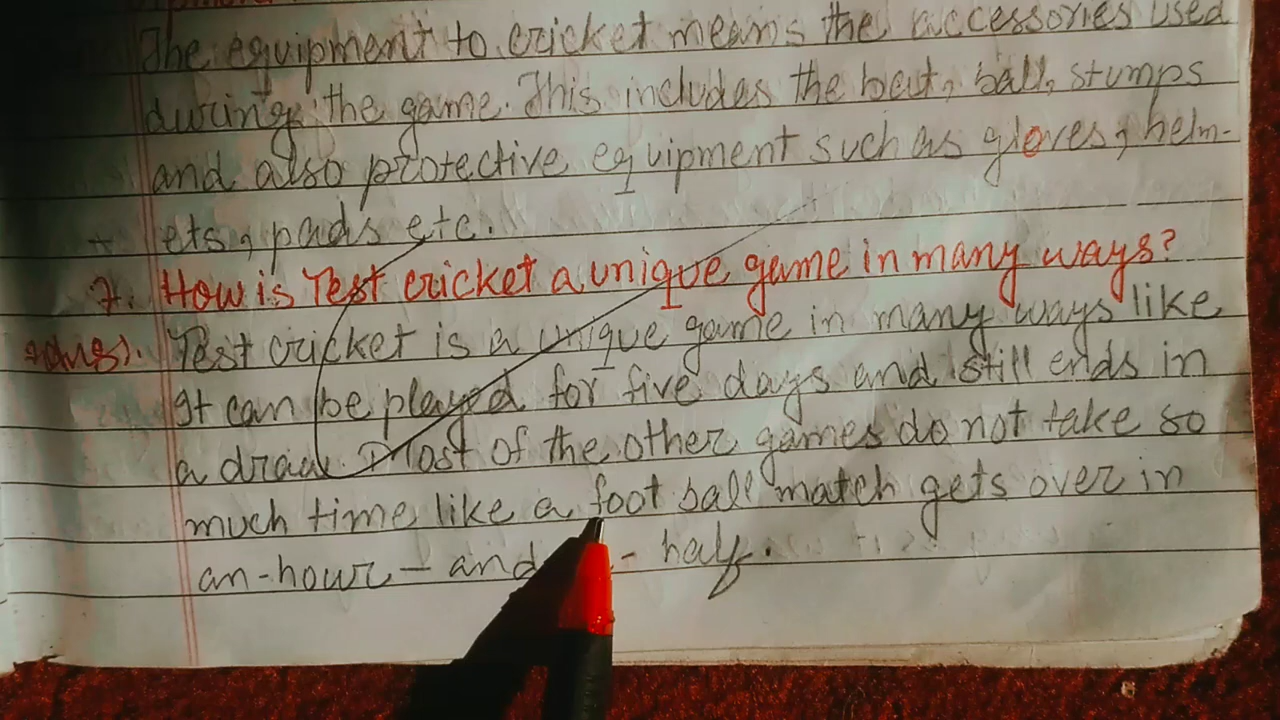 The equipment to cricket means the accessories used
during the game. This includes the bat, ball, stumps
and also protective equipment such as gloves, helm-
ets, pads etc.
7. How is Test cricket a unique game in many ways?
Ans). Test cricket is a unique game in many ways like
It can be played for five days and still ends in
a draw. Most of the other games do not take so
much time like a foot ball match gets over in
an-hour-and - half.